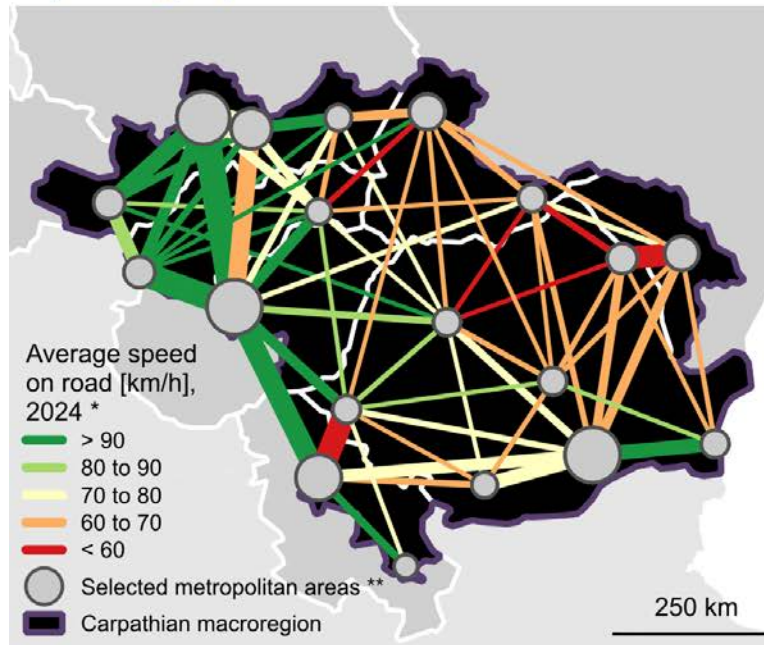 Average speed
on road [km/h],
2024 *
> 90
80 to 90
70 to 80
60 to 70
< 60
Selected metropolitan areas **
Carpathian macroregion
250 km